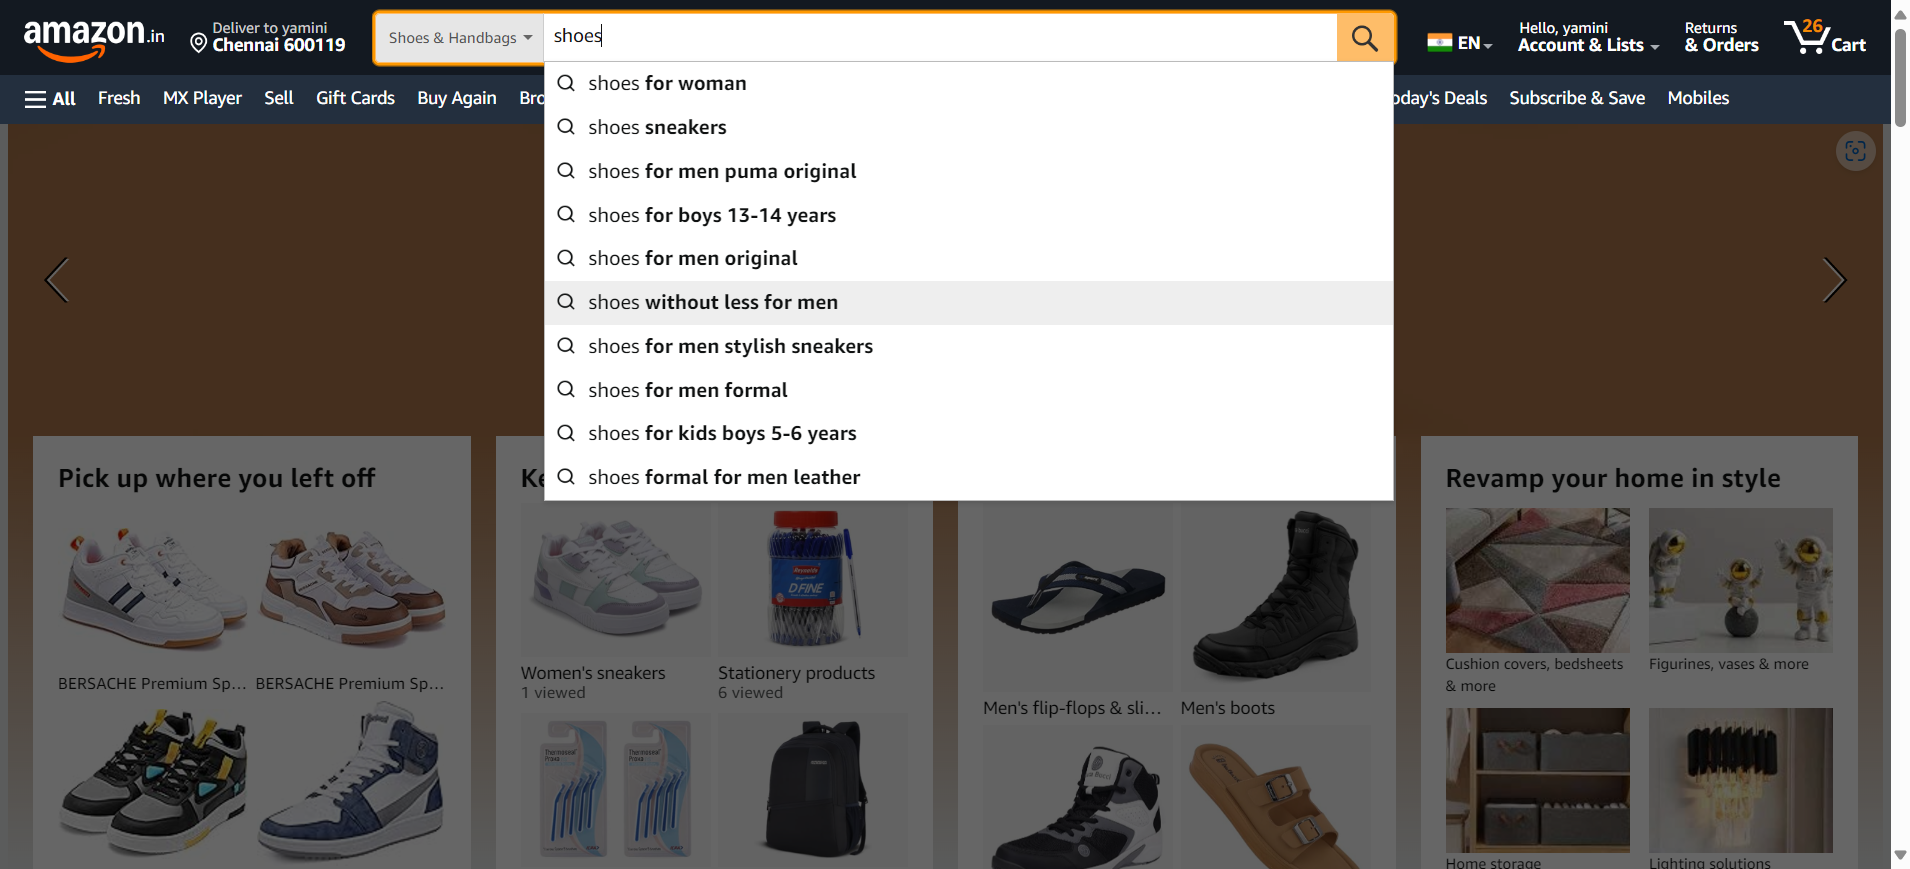 amazon.in
Deliver to yamini
Chennai 600119
Shoes & Handbags
shoes
EN
Hello, yamini
Account & Lists
Returns
& Orders
26
Cart
All
Fresh
MX Player
Sell
Gift Cards
Buy Again
Bro
oday's Deals
Subscribe & Save
Mobiles
shoes for woman
shoes sneakers
shoes for men puma original
shoes for boys 13-14 years
shoes for men original
shoes without less for men
shoes for men stylish sneakers
shoes for men formal
shoes for kids boys 5-6 years
shoes formal for men leather
Pick up where you left off
BERSACHE Premium Sp...
BERSACHE Premium Sp...
Ke
Women's sneakers
1 viewed
Stationery products
6 viewed
Reynolds
D FINE
Thermoseal
Proxa
Thermoseal
Proxa
Men's flip-flops & sli...
Men's boots
Revamp your home in style
Cushion covers, bedsheets
& more
Figurines, vases & more
Home storage
Lighting solutions